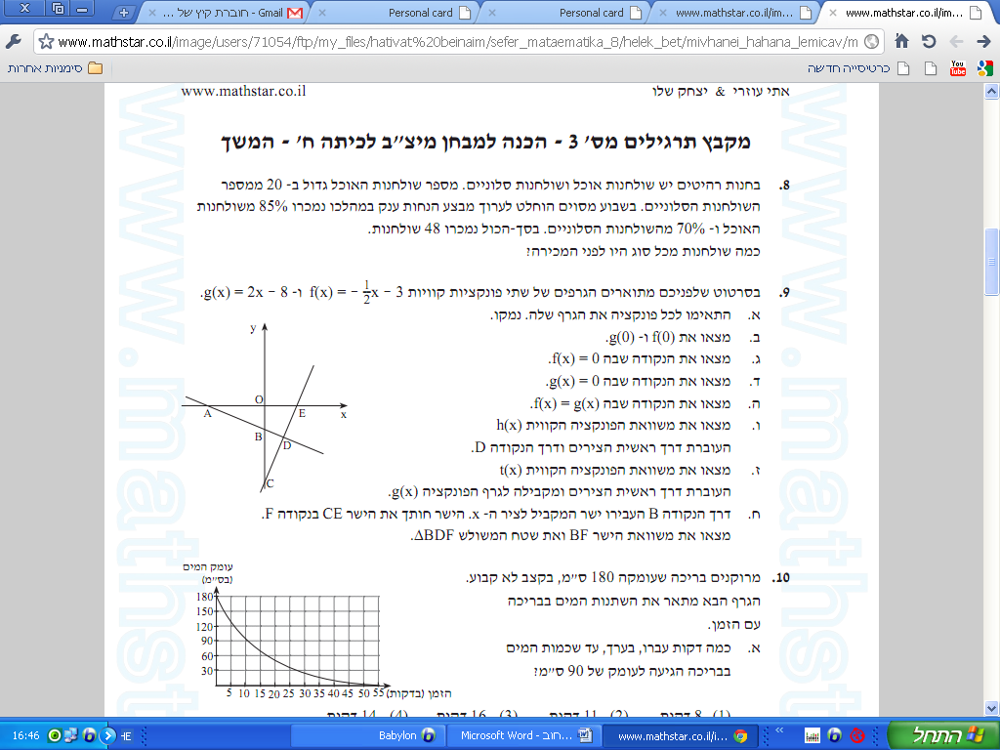 חוברת קיץ של ... - Gmail
Personal card
Personal card
www.mathstar.co.il/im...
www.mathstar.co.il/im...
www.mathstar.co.il/image/users/71054/ftp/my_files/hativat%20beinaim/sefer_mataematika_8/helek_bet/mivhanei_hahana_lemicav/m
סימניות אחרות
כרטיסייה חדשה
You Tube
www.mathstar.co.il
אתי עוזרי & יצחק שלו
מקבץ תרגילים מס׳ 3 - הכנה למבחן מיצ״ב לכיתה ח׳ - המשך
8. בחנות רהיטים יש שולחנות אוכל ושולחנות סלוניים. מספר שולחנות האוכל גדול ב- 20 ממספר
השולחנות הסלוניים. בשבוע מסוים הוחלט לערוך מבצע הנחות ענק במהלכו נמכרו 85% משולחנות
האוכל ו- 70% מהשולחנות הסלוניים. בסך-הכול נמכרו 48 שולחנות.
כמה שולחנות מכל סוג היו לפני המכירה?
9. בסרטוט שלפניכם מתוארים הגרפים של שתי פונקציות קוויות f(x) = − 1/2 x − 3 ו- g(x) = 2x − 8.
א. התאימו לכל פונקציה את הגרף שלה. נמקו.
ב. מצאו את f(0) ו- g(0).
ג. מצאו את הנקודה שבה f(x) = 0.
ד. מצאו את הנקודה שבה g(x) = 0.
ה. מצאו את הנקודה שבה f(x) = g(x).
ו. מצאו את משוואת הפונקציה הקווית h(x)
העוברת דרך ראשית הצירים ודרך הנקודה D.
ז. מצאו את משוואת הפונקציה הקווית t(x)
העוברת דרך ראשית הצירים ומקבילה לגרף הפונקציה g(x).
ח. דרך הנקודה B העבירו ישר המקביל לציר ה- x. הישר חותך את הישר CE בנקודה F.
מצאו את משוואת הישר BF ואת שטח המשולש ΔBDF.
y
O
A
E
x
B
D
C
10. מרוקנים בריכה שעומקה 180 ס״מ, בקצב לא קבוע.
הגרף הבא מתאר את השתנות המים בבריכה
עם הזמן.
א. כמה דקות עברו, בערך, עד שכמות המים
בבריכה הגיעה לעומק של 90 ס״מ?
עומק המים
(בס״מ)
180
150
120
90
60
30
5 10 15 20 25 30 35 40 45 50 55 הזמן (בדקות)
(1) 8 דקות (2) 11 דקות (3) 16 דקות (4) 14 דקות
16:46
HE
Babylon
Microsoft Word - חוב...
www.mathstar.co.il/i...
התחל
www.mathstar
www.mathstar